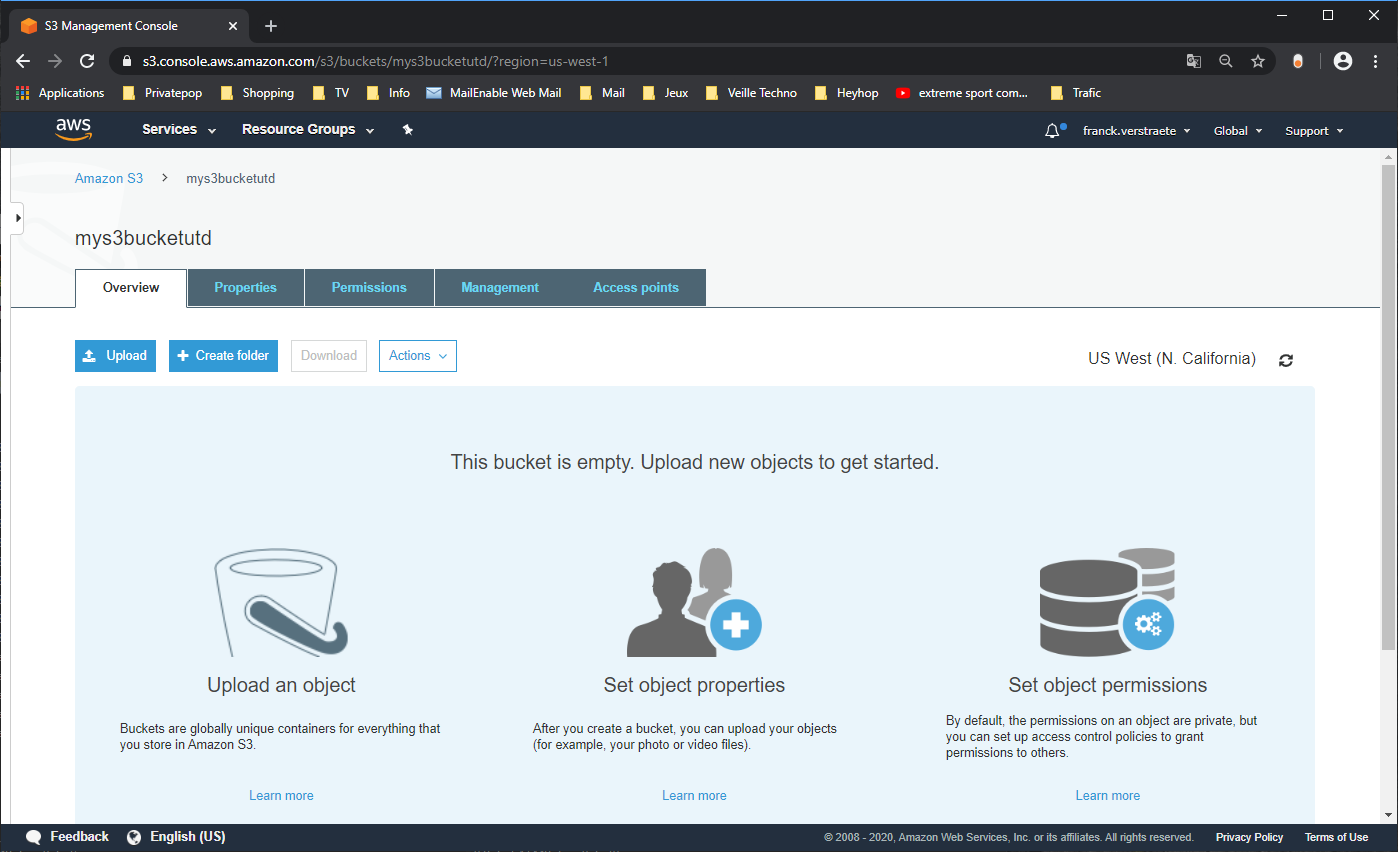 S3 Management Console
s3.console.aws.amazon.com/s3/buckets/mys3bucketutd/?region=us-west-1
Applications Privatepop Shopping TV Info MailEnable Web Mail Mail Jeux Veille Techno Heyhop extreme sport com... Trafic
aws Services Resource Groups franck.verstraete Global Support
Amazon S3 > mys3bucketutd
mys3bucketutd
Overview Properties Permissions Management Access points
Upload Create folder Download Actions US West (N. California)
This bucket is empty. Upload new objects to get started.
Upload an object
Buckets are globally unique containers for everything that
you store in Amazon S3.
Learn more
Set object properties
After you create a bucket, you can upload your objects
(for example, your photo or video files).
Learn more
Set object permissions
By default, the permissions on an object are private, but
you can set up access control policies to grant
permissions to others.
Learn more
Feedback English (US) © 2008 - 2020, Amazon Web Services, Inc. or its affiliates. All rights reserved. Privacy Policy Terms of Use